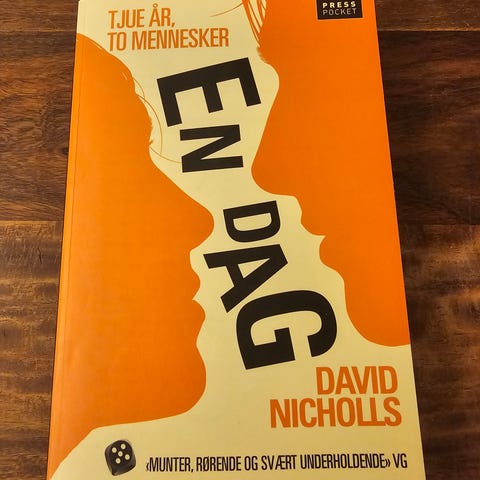 PRESS
POCKET
TJUE ÅR,
TO MENNESKER
EN
DAG
DAVID
NICHOLLS
«MUNTER, RØRENDE OG SVÆRT UNDERHOLDENDE» VG